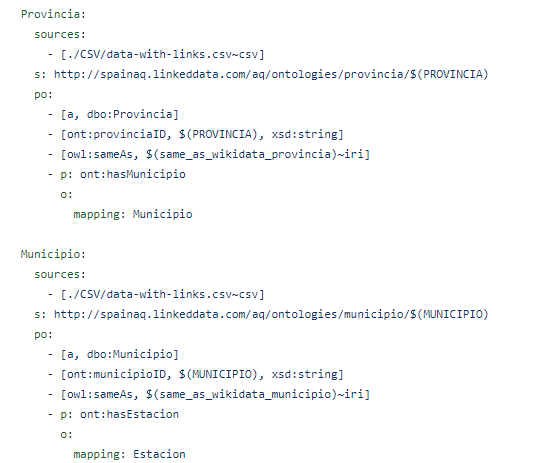 Provincia:
  sources:
    - [./CSV/data-with-links.csv~csv]
  s: http://spainaq.linkeddata.com/aq/ontologies/provincia/$(PROVINCIA)
  po:
    - [a, dbo:Provincia]
    - [ont:provinciaID, $(PROVINCIA), xsd:string]
    - [owl:sameAs, $(same_as_wikidata_provincia)~iri]
    - p: ont:hasMunicipio
      o:
        mapping: Municipio
Municipio:
  sources:
    - [./CSV/data-with-links.csv~csv]
  s: http://spainaq.linkeddata.com/aq/ontologies/municipio/$(MUNICIPIO)
  po:
    - [a, dbo:Municipio]
    - [ont:municipioID, $(MUNICIPIO), xsd:string]
    - [owl:sameAs, $(same_as_wikidata_municipio)~iri]
    - p: ont:hasEstacion
      o:
        mapping: Estacion